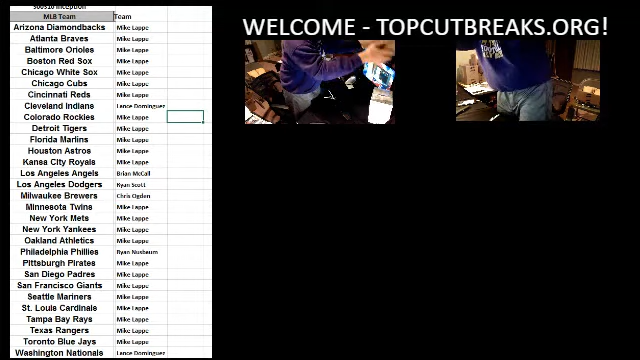 500510 Inception
MLB Team Team
Arizona Diamondbacks Mike Lappe
Atlanta Braves Mike Lappe
Baltimore Orioles Mike Lappe
Boston Red Sox Mike Lappe
Chicago White Sox Mike Lappe
Chicago Cubs Mike Lappe
Cincinnati Reds Mike Lappe
Cleveland Indians Lance Dominguez
Colorado Rockies Mike Lappe
Detroit Tigers Mike Lappe
Florida Marlins Mike Lappe
Houston Astros Mike Lappe
Kansa City Royals Mike Lappe
Los Angeles Angels Brian McCall
Los Angeles Dodgers Ryan Scott
Milwaukee Brewers Chris Ogden
Minnesota Twins Mike Lappe
New York Mets Mike Lappe
New York Yankees Mike Lappe
Oakland Athletics Mike Lappe
Philadelphia Phillies Ryan Nusbaum
Pittsburgh Pirates Mike Lappe
San Diego Padres Mike Lappe
San Francisco Giants Mike Lappe
Seattle Mariners Mike Lappe
St. Louis Cardinals Mike Lappe
Tampa Bay Rays Mike Lappe
Texas Rangers Mike Lappe
Toronto Blue Jays Mike Lappe
Washington Nationals Lance Dominguez
WELCOME - TOPCUTBREAKS.ORG!